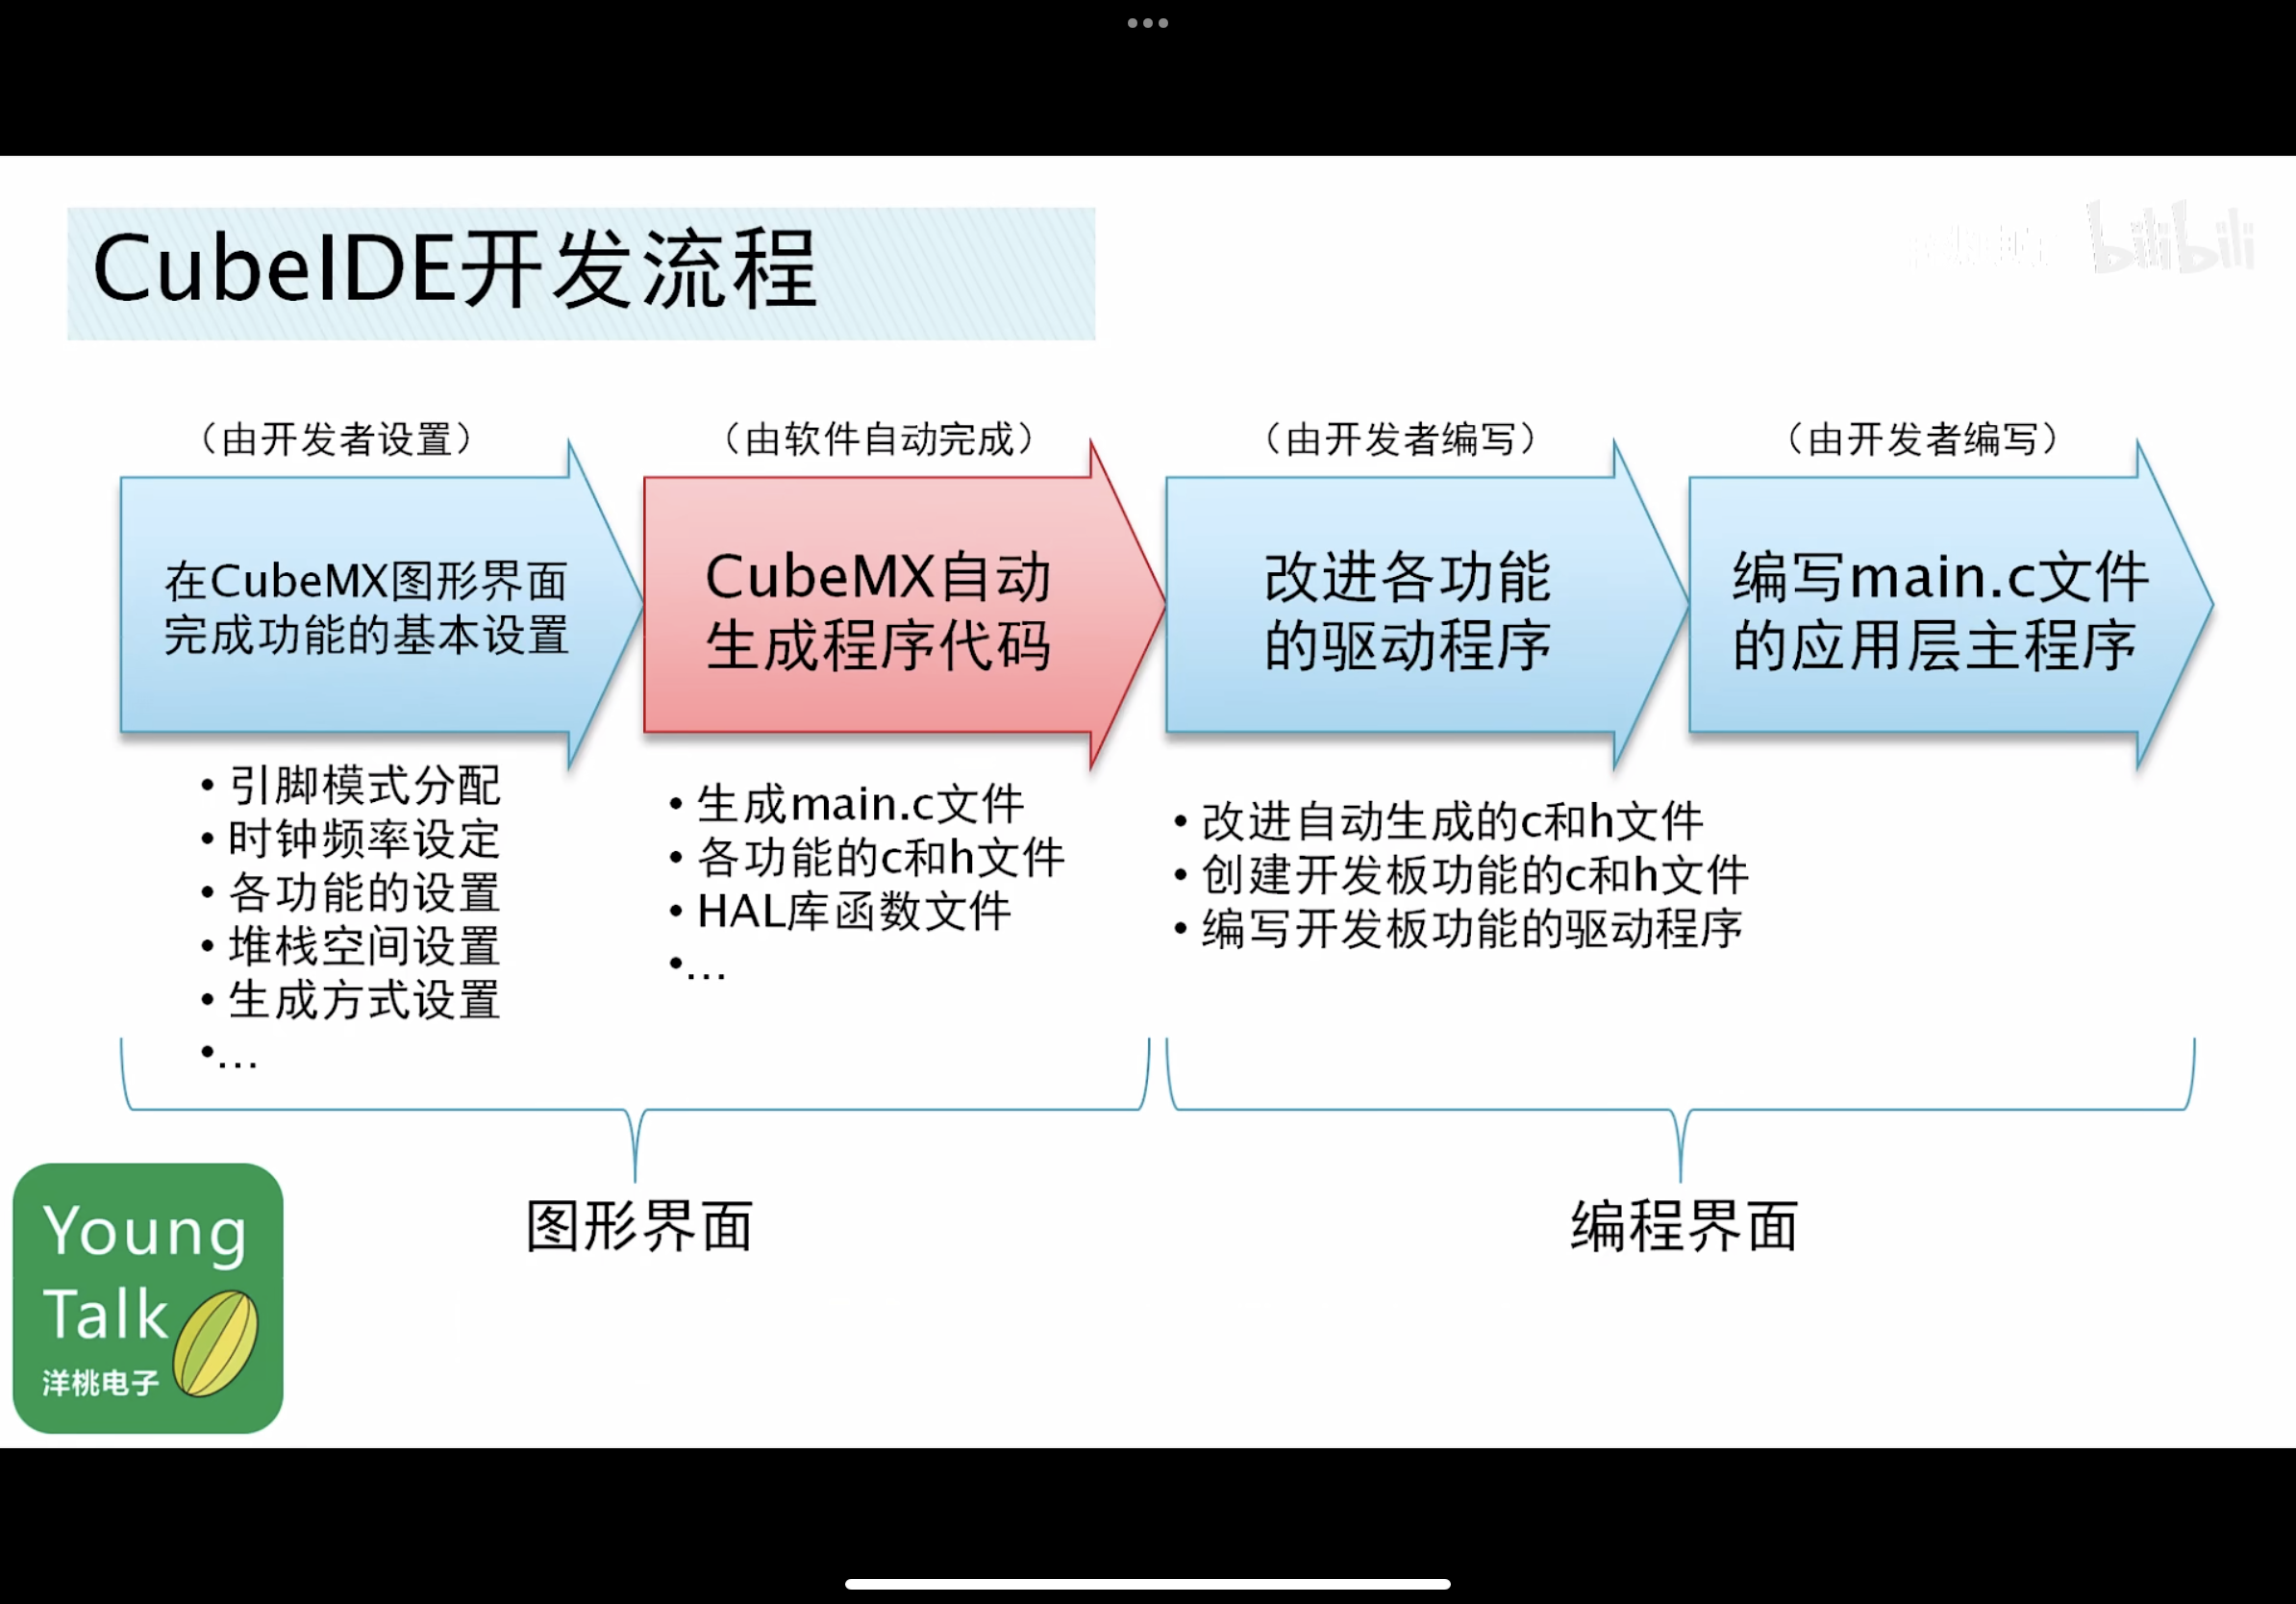 CubeIDE开发流程
bilibili
（由开发者设置）
在CubeMX图形界面
完成功能的基本设置
• 引脚模式分配
• 时钟频率设定
• 各功能的设置
• 堆栈空间设置
• 生成方式设置
•…
（由软件自动完成）
CubeMX自动
生成程序代码
• 生成main.c文件
• 各功能的c和h文件
• HAL库函数文件
•…
（由开发者编写）
改进各功能
的驱动程序
• 改进自动生成的c和h文件
• 创建开发板功能的c和h文件
• 编写开发板功能的驱动程序
（由开发者编写）
编写main.c文件
的应用层主程序
图形界面
编程界面
Young
Talk
洋桃电子